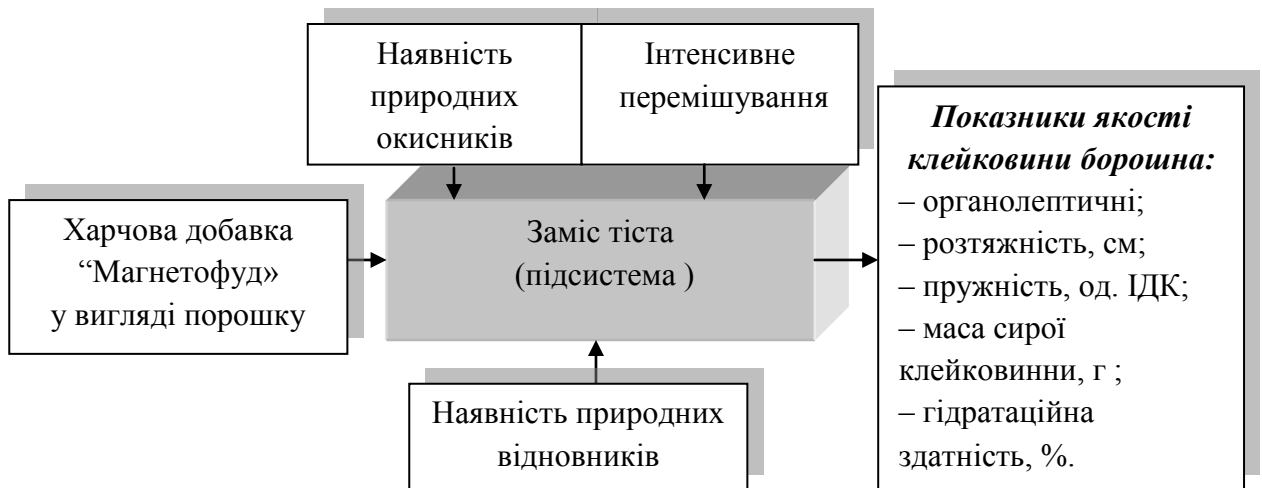 Наявність
природних
окисників
Інтенсивне
перемішування
Харчова добавка
“Магнетофуд”
у вигляді порошку
Заміс тіста
(підсистема )
Наявність природних
відновників
Показники якості
клейковини борошна:
– органолептичні;
– розтяжність, см;
– пружність, од. ІДК;
– маса сирої
клейковинни, г ;
– гідратаційна
здатність, %.